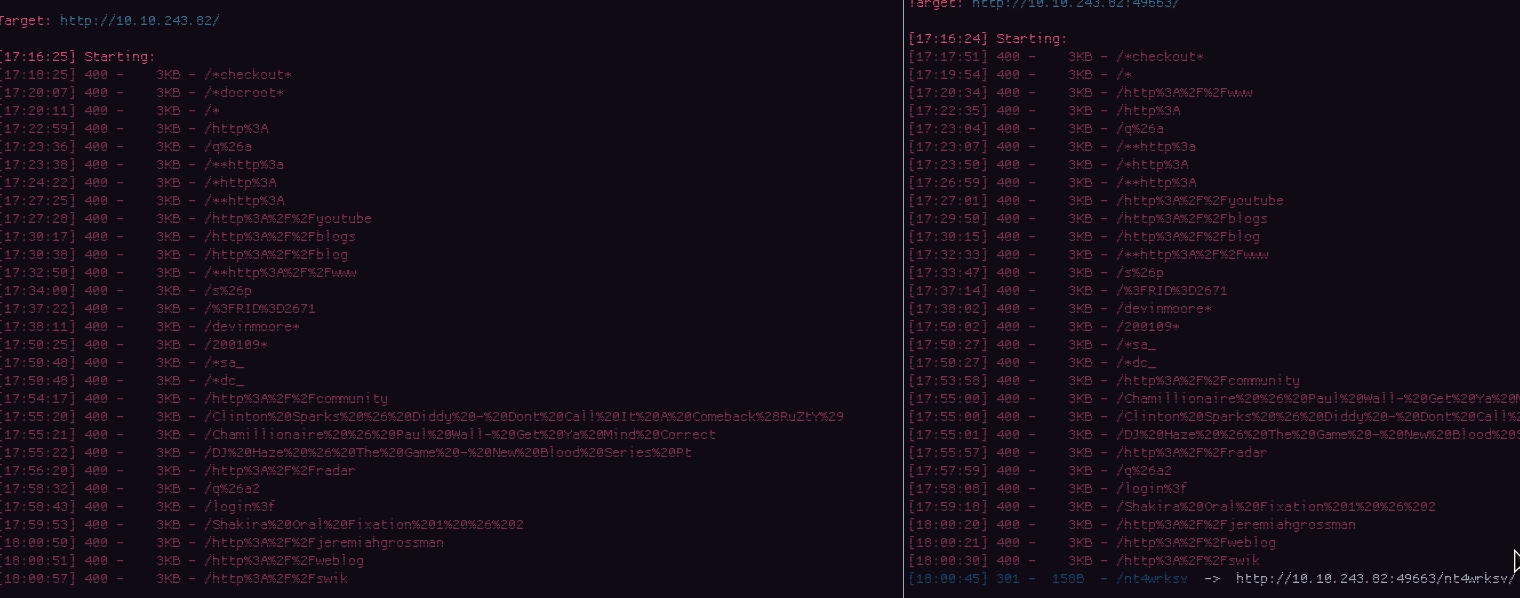 Target: http://10.10.243.82/
[17:16:25] Starting:
[17:18:25] 400 -    3KB - /*checkout*
[17:20:07] 400 -    3KB - /*docroot*
[17:20:11] 400 -    3KB - /*
[17:22:59] 400 -    3KB - /http%3A
[17:23:36] 400 -    3KB - /q%26a
[17:23:38] 400 -    3KB - /**http%3a
[17:24:22] 400 -    3KB - /*http%3A
[17:27:25] 400 -    3KB - /**http%3A
[17:27:28] 400 -    3KB - /http%3A%2F%2Fyoutube
[17:30:17] 400 -    3KB - /http%3A%2F%2Fblogs
[17:30:38] 400 -    3KB - /http%3A%2F%2Fblog
[17:32:50] 400 -    3KB - /**http%3A%2F%2Fwww
[17:34:00] 400 -    3KB - /s%26p
[17:37:22] 400 -    3KB - /%3FRID%3D2671
[17:38:11] 400 -    3KB - /devinmoore*
[17:50:25] 400 -    3KB - /200109*
[17:50:48] 400 -    3KB - /*sa_
[17:50:48] 400 -    3KB - /*dc_
[17:54:17] 400 -    3KB - /http%3A%2F%2Fcommunity
[17:55:20] 400 -    3KB - /Clinton%20Sparks%20%26%20Diddy%20-%20Dont%20Call%20It%20A%20Comeback%28RuZtY%29
[17:55:21] 400 -    3KB - /Chamillionaire%20%26%20Paul%20Wall-%20Get%20Ya%20Mind%20Correct
[17:55:22] 400 -    3KB - /DJ%20Haze%20%26%20The%20Game%20-%20New%20Blood%20Series%20Pt
[17:56:20] 400 -    3KB - /http%3A%2F%2Fradar
[17:58:32] 400 -    3KB - /q%26a2
[17:58:43] 400 -    3KB - /login%3f
[17:59:53] 400 -    3KB - /Shakira%20Oral%20Fixation%201%20%26%202
[18:00:50] 400 -    3KB - /http%3A%2F%2Fjeremiahgrossman
[18:00:51] 400 -    3KB - /http%3A%2F%2Fweblog
[18:00:57] 400 -    3KB - /http%3A%2F%2Fswik
Target: http://10.10.243.82:49663/
[17:16:24] Starting:
[17:17:51] 400 -    3KB - /*checkout*
[17:19:54] 400 -    3KB - /*
[17:20:34] 400 -    3KB - /http%3A%2F%2Fwww
[17:22:35] 400 -    3KB - /http%3A
[17:23:04] 400 -    3KB - /q%26a
[17:23:07] 400 -    3KB - /**http%3a
[17:23:50] 400 -    3KB - /*http%3A
[17:26:59] 400 -    3KB - /**http%3A
[17:27:01] 400 -    3KB - /http%3A%2F%2Fyoutube
[17:29:50] 400 -    3KB - /http%3A%2F%2Fblogs
[17:30:15] 400 -    3KB - /http%3A%2F%2Fblog
[17:32:33] 400 -    3KB - /**http%3A%2F%2Fwww
[17:33:47] 400 -    3KB - /s%26p
[17:37:14] 400 -    3KB - /%3FRID%3D2671
[17:38:02] 400 -    3KB - /devinmoore*
[17:50:02] 400 -    3KB - /200109*
[17:50:27] 400 -    3KB - /*sa_
[17:50:27] 400 -    3KB - /*dc_
[17:53:58] 400 -    3KB - /http%3A%2F%2Fcommunity
[17:55:00] 400 -    3KB - /Chamillionaire%20%26%20Paul%20Wall-%20Get%20Ya%20M
[17:55:00] 400 -    3KB - /Clinton%20Sparks%20%26%20Diddy%20-%20Dont%20Call%2
[17:55:01] 400 -    3KB - /DJ%20Haze%20%26%20The%20Game%20-%20New%20Blood%20S
[17:55:57] 400 -    3KB - /http%3A%2F%2Fradar
[17:57:59] 400 -    3KB - /q%26a2
[17:58:08] 400 -    3KB - /login%3f
[17:59:18] 400 -    3KB - /Shakira%20Oral%20Fixation%201%20%26%202
[18:00:20] 400 -    3KB - /http%3A%2F%2Fjeremiahgrossman
[18:00:21] 400 -    3KB - /http%3A%2F%2Fweblog
[18:00:30] 400 -    3KB - /http%3A%2F%2Fswik
[18:00:45] 301 -  158B  - /nt4wrksv  ->  http://10.10.243.82:49663/nt4wrksv/